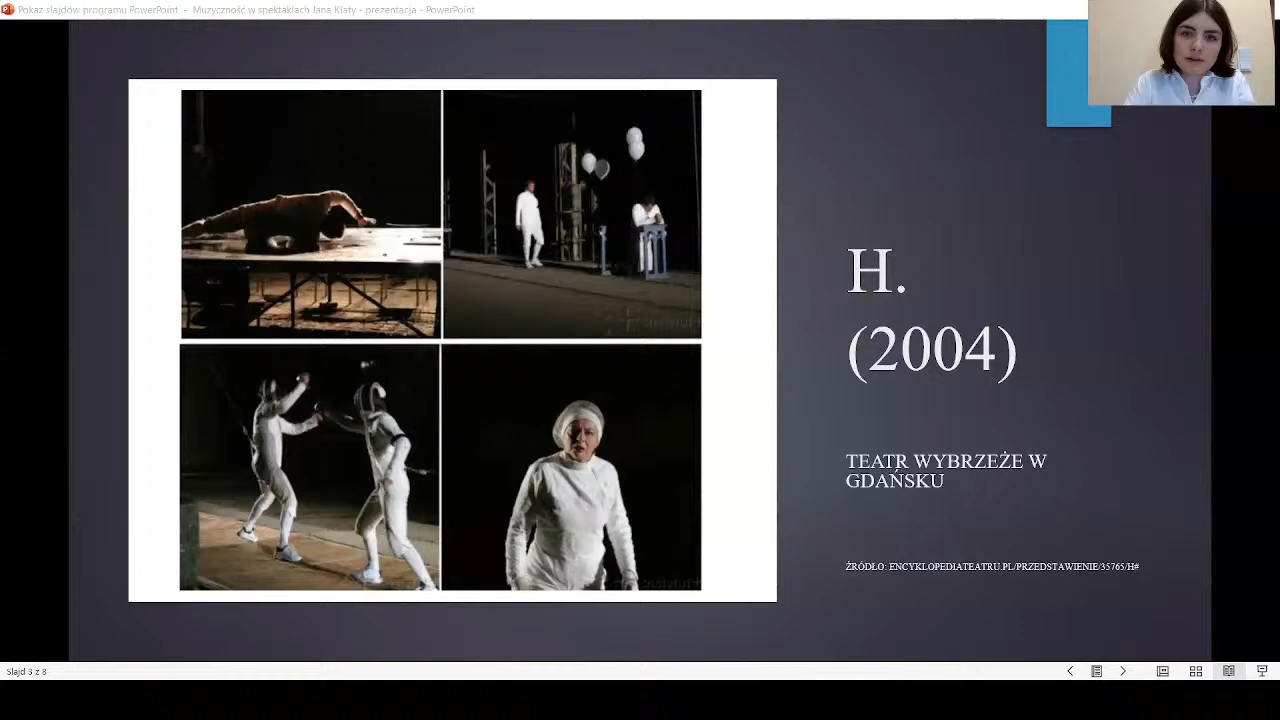 Pokaz slajdów programu PowerPoint - Muzyczność w spektaklach Jana Klaty - prezentacja - PowerPoint
H.
(2004)
TEATR WYBRZEŻE W
GDAŃSKU
ŹRÓDŁO: ENCYKLOPEDIATEATRU.PL/PRZEDSTAWIENIE/35765/H#
Slajd 3 z 8